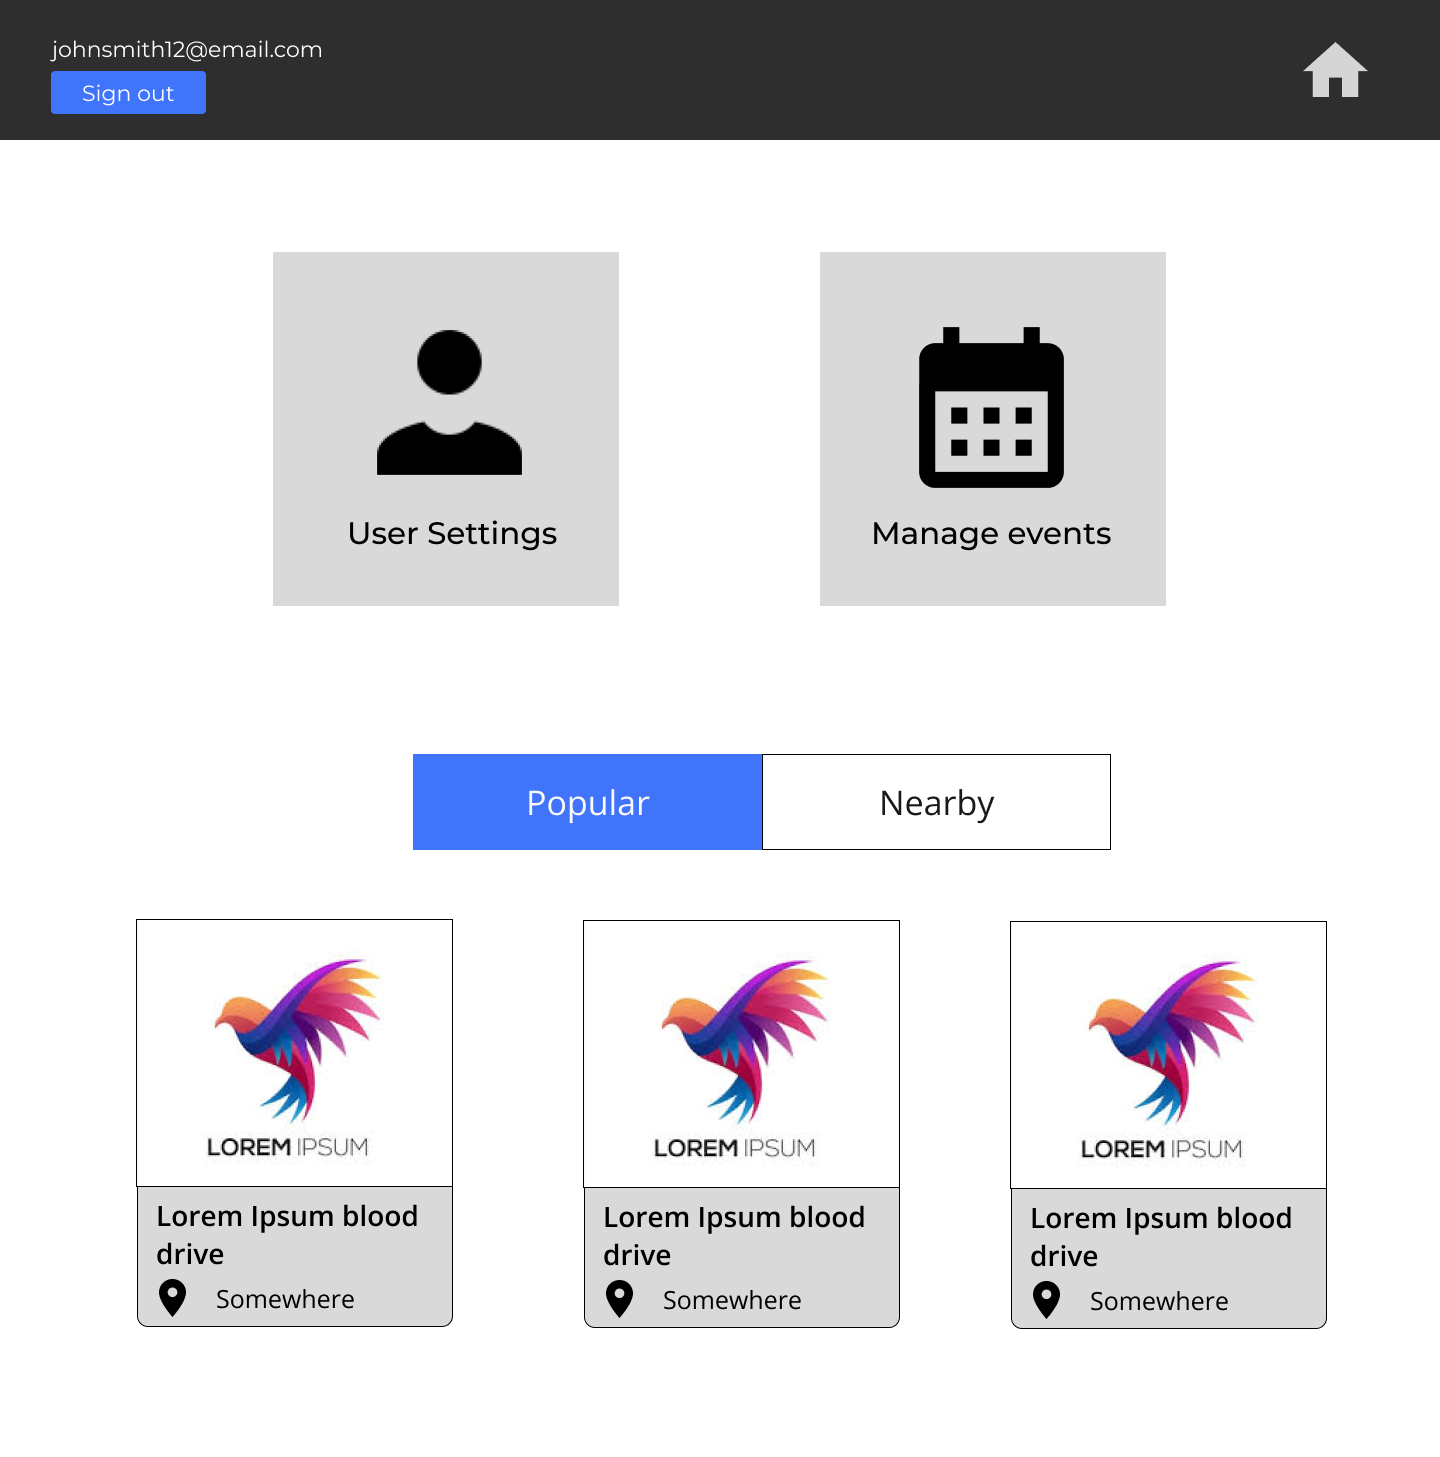 johnsmith12@email.com
Sign out
User Settings
Manage events
Popular
Nearby
LOREM IPSUM
Lorem Ipsum blood
drive
Somewhere
LOREM IPSUM
Lorem Ipsum blood
drive
Somewhere
LOREM IPSUM
Lorem Ipsum blood
drive
Somewhere